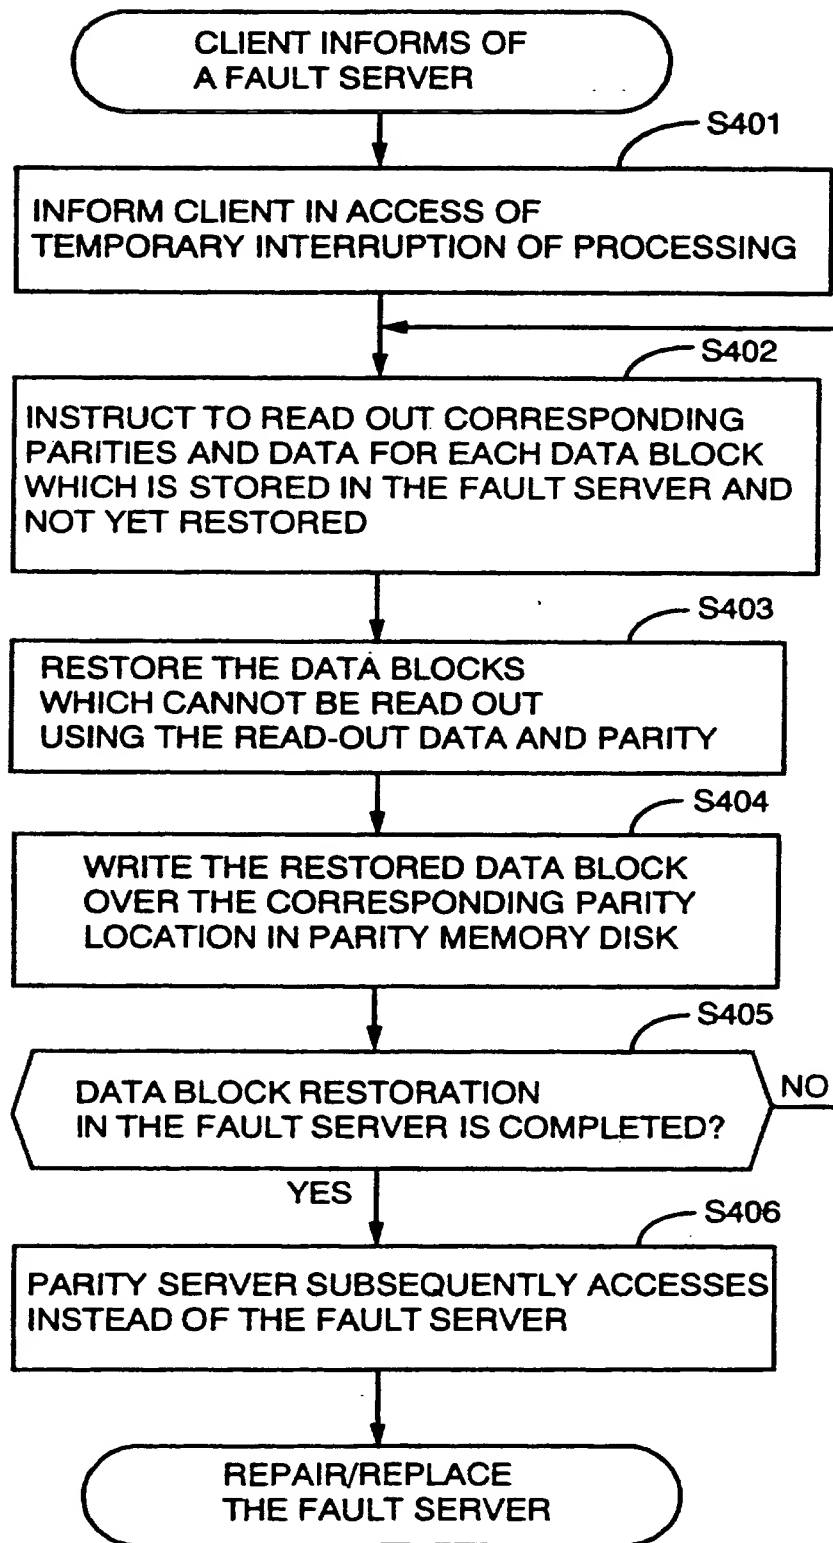 CLIENT INFORMS OF
A FAULT SERVER
S401
INFORM CLIENT IN ACCESS OF
TEMPORARY INTERRUPTION OF PROCESSING
S402
INSTRUCT TO READ OUT CORRESPONDING
PARITIES AND DATA FOR EACH DATA BLOCK
WHICH IS STORED IN THE FAULT SERVER AND
NOT YET RESTORED
S403
RESTORE THE DATA BLOCKS
WHICH CANNOT BE READ OUT
USING THE READ-OUT DATA AND PARITY
S404
WRITE THE RESTORED DATA BLOCK
OVER THE CORRESPONDING PARITY
LOCATION IN PARITY MEMORY DISK
S405
DATA BLOCK RESTORATION
IN THE FAULT SERVER IS COMPLETED?
NO
YES
S406
PARITY SERVER SUBSEQUENTLY ACCESSES
INSTEAD OF THE FAULT SERVER
REPAIR/REPLACE
THE FAULT SERVER